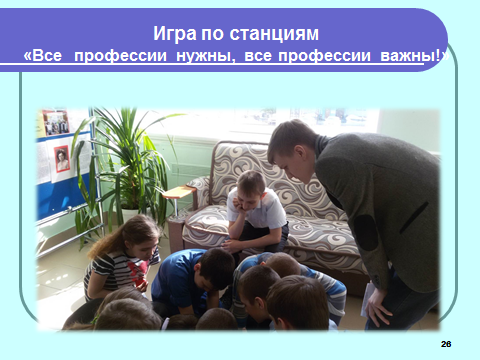 Игра по станциям
«Все профессии нужны, все профессии важны!»
26